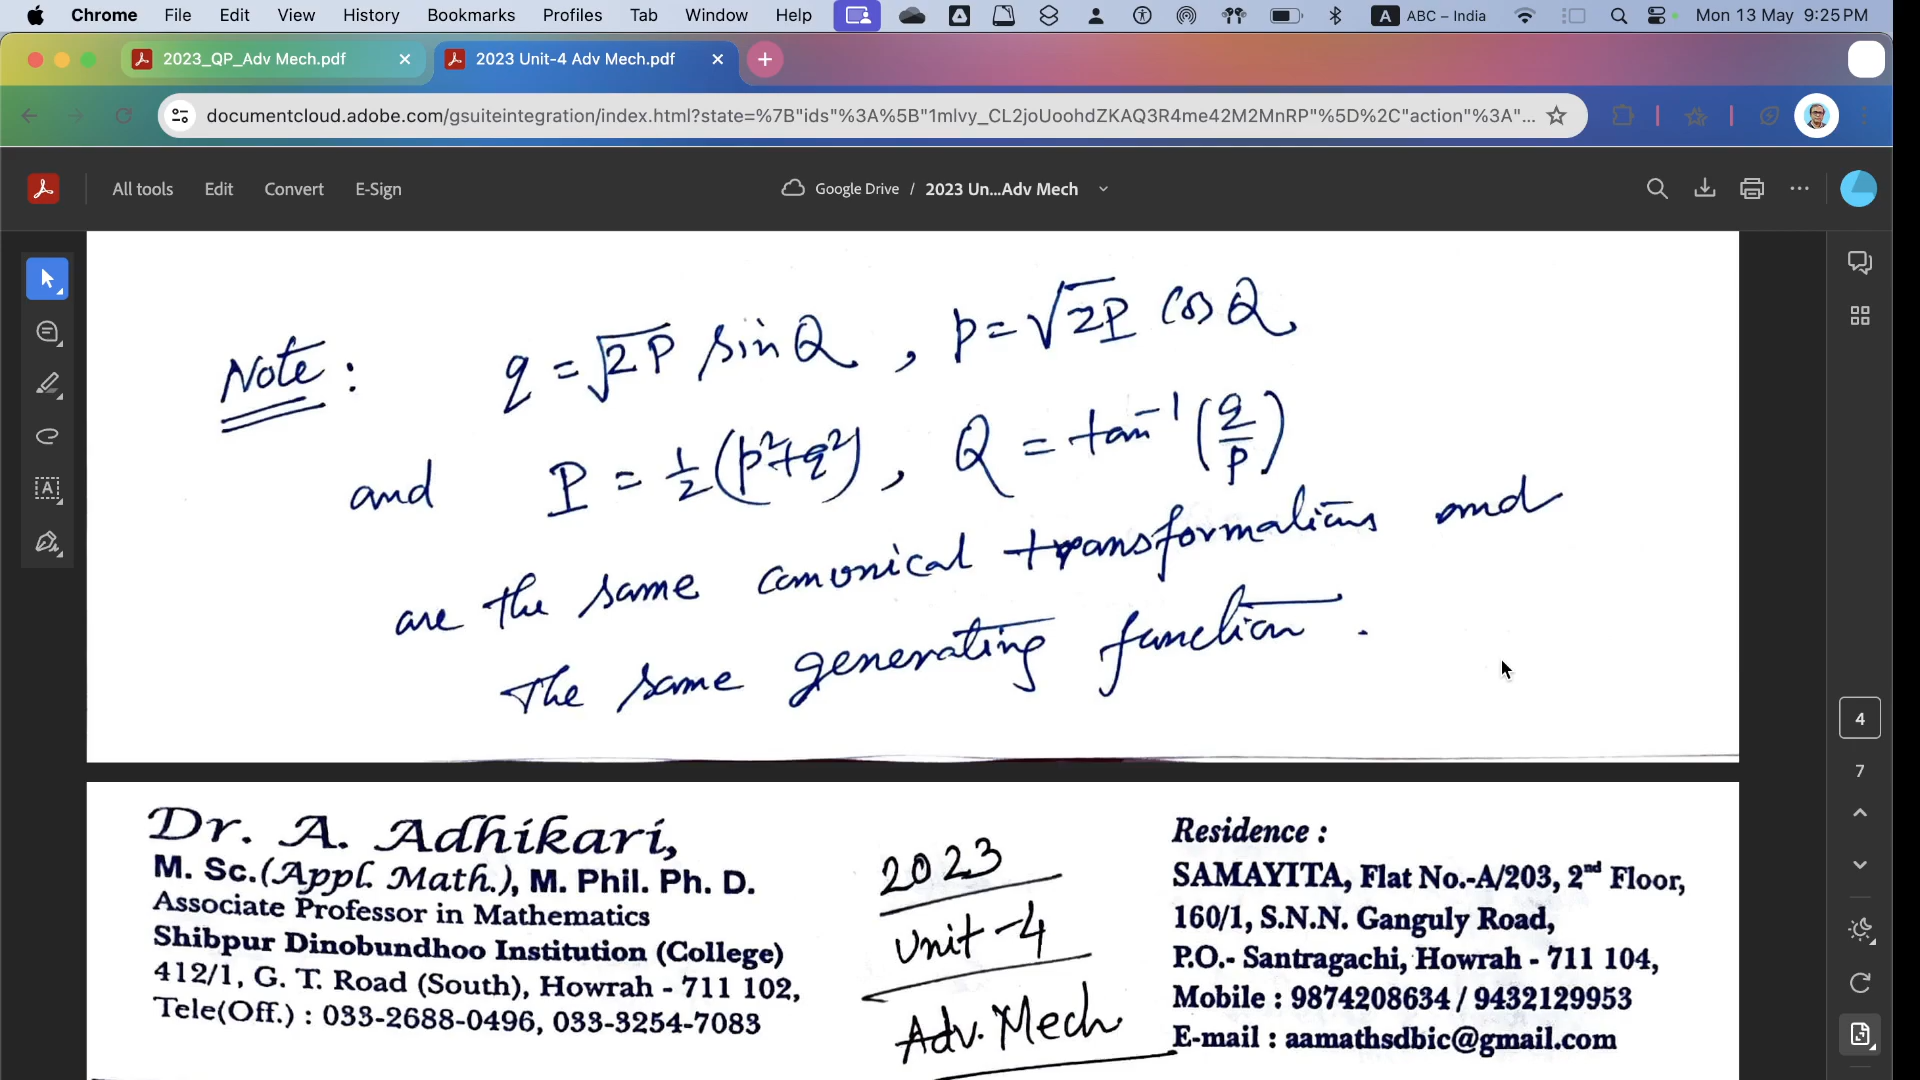 Chrome File Edit View History Bookmarks Profiles Tab Window Help A ABC – India Mon 13 May 9:25 PM
2023_QP_Adv Mech.pdf 2023 Unit-4 Adv Mech.pdf
documentcloud.adobe.com/gsuiteintegration/index.html?state=%7B"ids"%3A%5B"1mlvy_CL2joUoohdZKAQ3R4me42M2MnRP"%5D%2C"action"%3A"...
All tools Edit Convert E-Sign Google Drive / 2023 Un...Adv Mech
Note : q = √2P sin Q , p = √2P cos Q
and P = 1/2 (p²+q²) , Q = tan⁻¹ (q/p)
are the same canonical transformations and
The same generating function .
4
7
Dr. A. Adhikari,
M. Sc.(Appl. Math.), M. Phil. Ph. D.
Associate Professor in Mathematics
Shibpur Dinobundhoo Institution (College)
412/1, G. T. Road (South), Howrah - 711 102,
Tele(Off.) : 033-2688-0496, 033-3254-7083
2023
Unit-4
Adv. Mech.
Residence :
SAMAYITA, Flat No.-A/203, 2nd Floor,
160/1, S.N.N. Ganguly Road,
P.O.- Santragachi, Howrah - 711 104,
Mobile : 9874208634 / 9432129953
E-mail : aamathsdbic@gmail.com